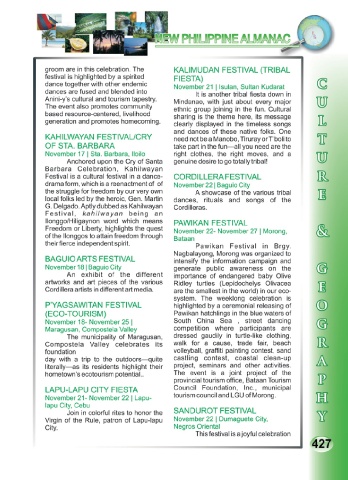 NEW PHILIPPINE ALMANAC
groom are in this celebration. The
festival is highlighted by a spirited
dance together with other endemic
dances are fused and blended into
Anini-y's cultural and tourism tapestry.
The event also promotes community
based resource-centered, livelihood
generation and promotes homecoming.
KAHILWAYAN FESTIVAL/CRY
OF STA. BARBARA
November 17 | Sta. Barbara, Iloilo
Anchored upon the Cry of Santa
Barbara Celebration, Kahilwayan
Festival is a cultural festival in a dance-
drama form, which is a reenactment of of
the struggle for freedom by our very own
local folks led by the heroic, Gen. Martin
G. Delgado. Aptly dubbed as Kahilwayan
Festival, kahilwayan being an
Ilonggo/Hiligaynon word which means
Freedom or Liberty, highlights the quest
of the Ilonggos to attain freedom through
their fierce independent spirit.
BAGUIO ARTS FESTIVAL
November 18 | Baguio City
An exhibit of the different
artworks and art pieces of the various
Cordillera artists in different art media.
P'YAGSAWITAN FESTIVAL
(ECO-TOURISM)
November 18- November 25 |
Maragusan, Compostela Valley
The municipality of Maragusan,
Compostela Valley celebrates its
foundation
day with a trip to the outdoors—quite
literally—as its residents highlight their
hometown's ecotourism potential..
LAPU-LAPU CITY FIESTA
November 21- November 22 | Lapu-
lapu City, Cebu
Join in colorful rites to honor the
Virgin of the Rule, patron of Lapu-lapu
City.
KALIMUDAN FESTIVAL (TRIBAL
FIESTA)
November 21 | Isulan, Sultan Kudarat
It is another tribal fiesta down in
Mindanao, with just about every major
ethnic group joining in the fun. Cultural
sharing is the theme here, its message
clearly displayed in the timeless songs
and dances of these native folks. One
need not be a Manobo, Tiruray or T'boli to
take part in the fun—all you need are the
right clothes, the right moves, and a
genuine desire to go totally tribal!
CORDILLERA FESTIVAL
November 22 | Baguio City
A showcase of the various tribal
dances, rituals and songs of the
Cordilleras.
PAWIKAN FESTIVAL
November 22- November 27 | Morong,
Bataan
Pawikan Festival in Brgy.
Nagbalayong, Morong was organized to
intensify the information campaign and
generate public awareness on the
importance of endangered baby Olive
Ridley turtles (Lepidochelys Olivacea
are the smallest in the world) in our eco-
system. The weeklong celebration is
highlighted by a ceremonial releasing of
Pawikan hatchlings in the blue waters of
South China Sea , street dancing
competition where participants are
dressed gaudily in turtle-like clothing,
walk for a cause, trade fair, beach
volleyball, graffiti painting contest, sand
castling contest, coastal clean-up
project, seminars and other activities.
The event is a joint project of the
provincial tourism office, Bataan Tourism
Council Foundation, Inc., municipal
tourism council and LGU of Morong.
SANDUROT FESTIVAL
November 22 | Dumaguete City,
Negros Oriental
This festival is a joyful celebration
C
U
L
T
U
R
E
&
G
E
O
G
R
A
P
H
Y
427